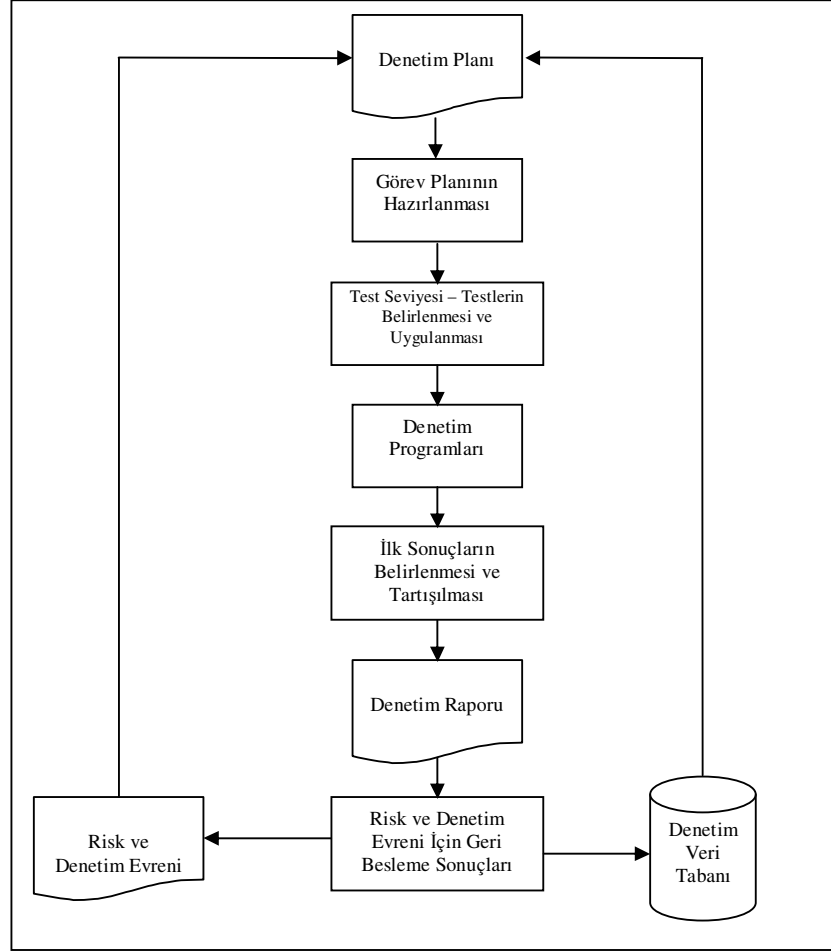 Denetim Planı
Görev Planının
Hazırlanması
Test Seviyesi – Testlerin
Belirlenmesi ve
Uygulanması
Denetim
Programları
İlk Sonuçların
Belirlenmesi ve
Tartışılması
Denetim Raporu
Risk ve
Denetim Evreni
Risk ve Denetim
Evreni İçin Geri
Besleme Sonuçları
Denetim
Veri
Tabanı